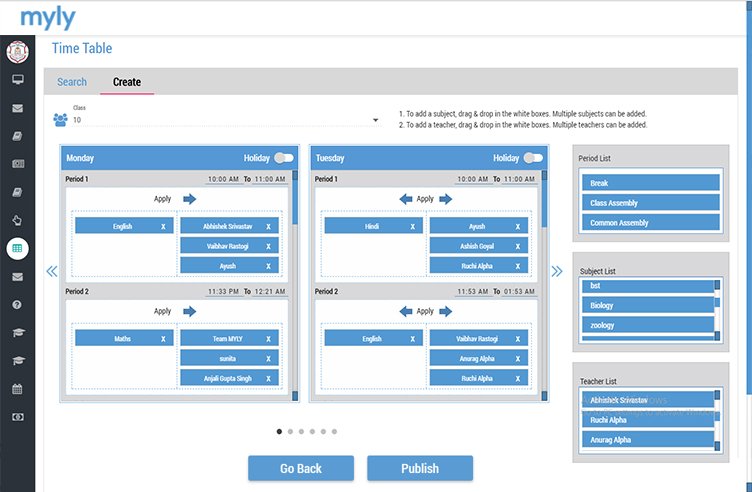 myly
Time Table
Search
Create
Class
10
1. To add a subject, drag & drop in the white boxes. Multiple subjects can be added.
2. To add a teacher, drag & drop in the white boxes. Multiple teachers can be added.
Monday Holiday
Period 1 10:00 AM To 11:00 AM
Apply
English X
Abhishek Srivastav X
Vaibhav Rastogi X
Ayush X
Period 2 11:33 PM To 12:21 AM
Apply
Maths X
Team MYLY X
sunita X
Anjali Gupta Singh X
Tuesday Holiday
Period 1 10:00 AM To 11:00 AM
Apply
Hindi X
Ayush X
Ashish Goyal X
Ruchi Alpha X
Period 2 11:53 AM To 01:53 AM
Apply
English X
Vaibhav Rastogi X
Anurag Alpha X
Ruchi Alpha X
Period List
Break
Class Assembly
Common Assembly
Subject List
bst
Biology
zoology
Teacher List
Abhishek Srivastav
Ruchi Alpha
Anurag Alpha
Go Back
Publish